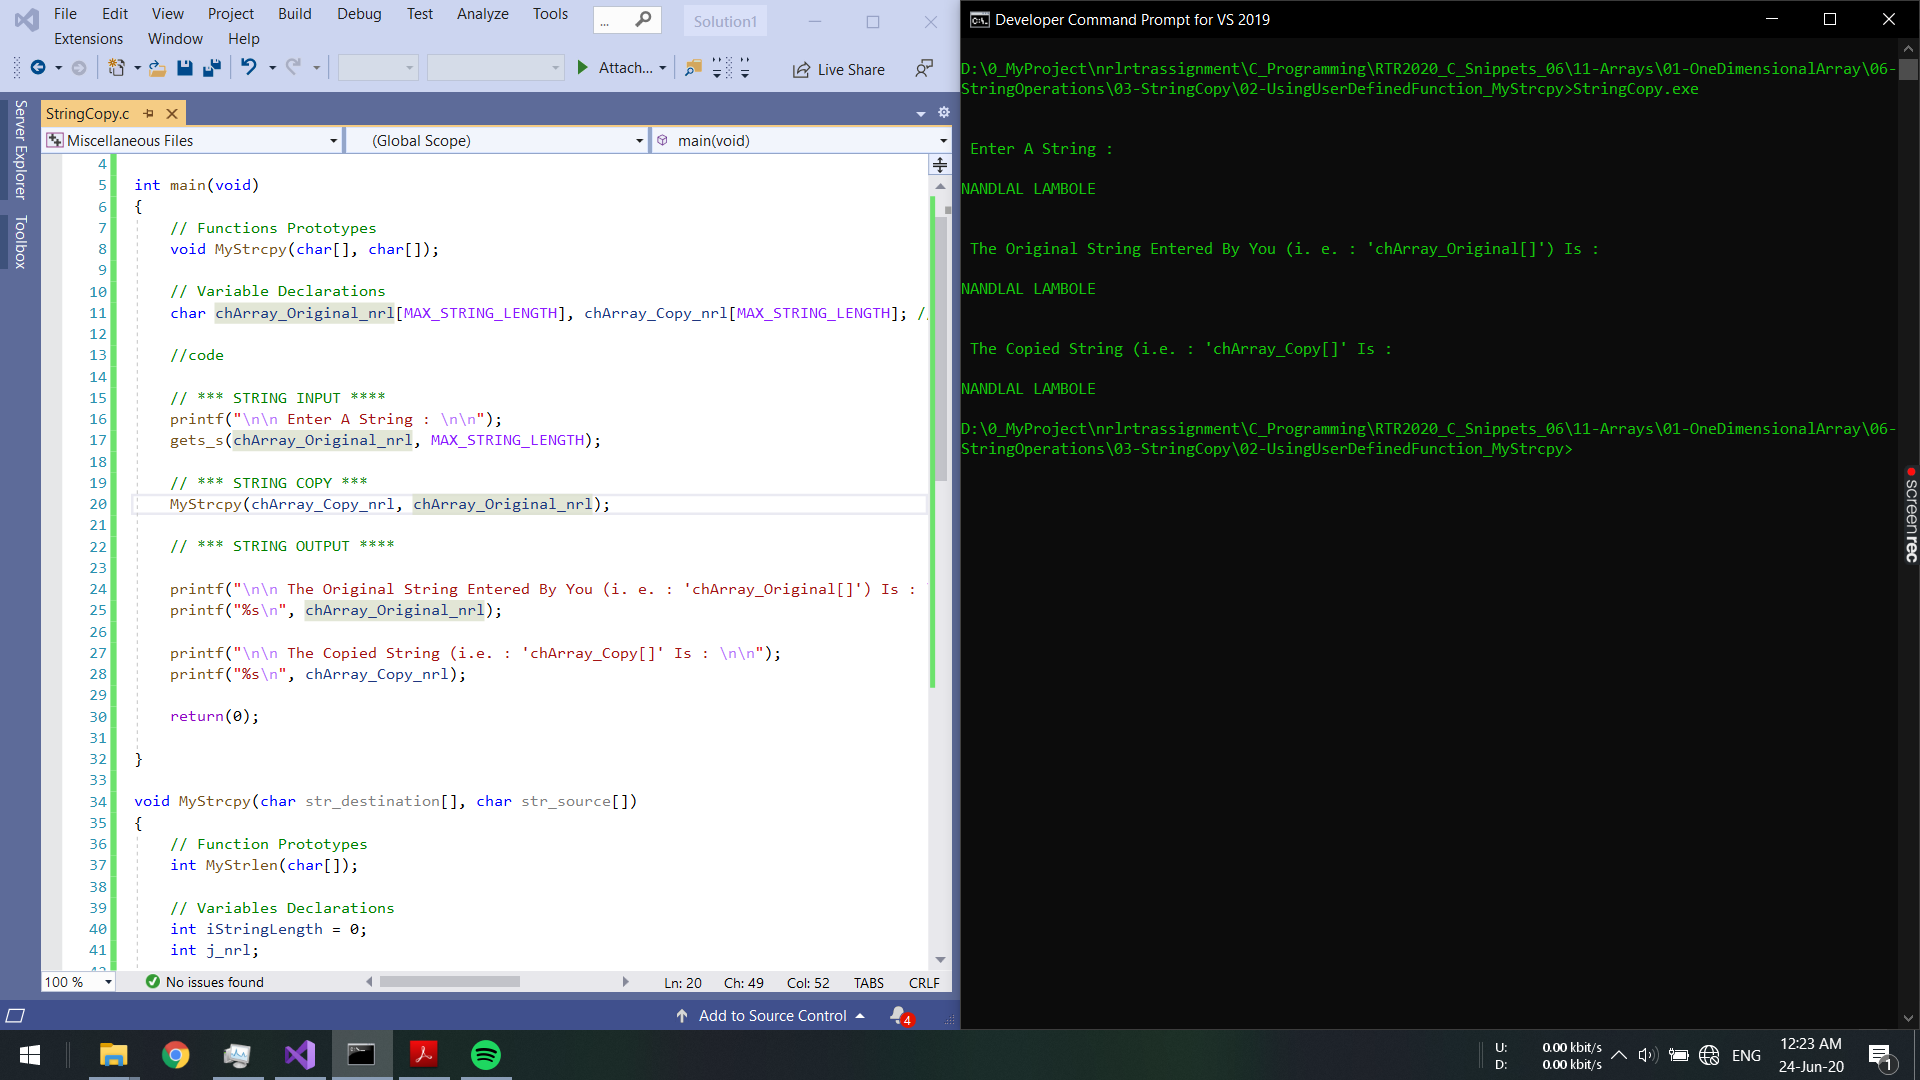 File Edit View Project Build Debug Test Analyze Tools ... Solution1
Extensions Window Help
Attach... Live Share
Server Explorer
Toolbox
StringCopy.c
Miscellaneous Files (Global Scope) main(void)
4
5 int main(void)
6 {
7 // Functions Prototypes
8 void MyStrcpy(char[], char[]);
9
10 // Variable Declarations
11 char chArray_Original_nrl[MAX_STRING_LENGTH], chArray_Copy_nrl[MAX_STRING_LENGTH]; //
12
13 //code
14
15 // *** STRING INPUT ****
16 printf("\n\n Enter A String : \n\n");
17 gets_s(chArray_Original_nrl, MAX_STRING_LENGTH);
18
19 // *** STRING COPY ***
20 MyStrcpy(chArray_Copy_nrl, chArray_Original_nrl);
21
22 // *** STRING OUTPUT ****
23
24 printf("\n\n The Original String Entered By You (i. e. : 'chArray_Original[]') Is :
25 printf("%s\n", chArray_Original_nrl);
26
27 printf("\n\n The Copied String (i.e. : 'chArray_Copy[]' Is : \n\n");
28 printf("%s\n", chArray_Copy_nrl);
29
30 return(0);
31
32 }
33
34 void MyStrcpy(char str_destination[], char str_source[])
35 {
36 // Function Prototypes
37 int MyStrlen(char[]);
38
39 // Variables Declarations
40 int iStringLength = 0;
41 int j_nrl;
100 % No issues found Ln: 20 Ch: 49 Col: 52 TABS CRLF
Add to Source Control 4
Developer Command Prompt for VS 2019
D:\0_MyProject\nrlrtrassignment\C_Programming\RTR2020_C_Snippets_06\11-Arrays\01-OneDimensionalArray\06-
StringOperations\03-StringCopy\02-UsingUserDefinedFunction_MyStrcpy>StringCopy.exe
Enter A String :
NANDLAL LAMBOLE
The Original String Entered By You (i. e. : 'chArray_Original[]') Is :
NANDLAL LAMBOLE
The Copied String (i.e. : 'chArray_Copy[]' Is :
NANDLAL LAMBOLE
D:\0_MyProject\nrlrtrassignment\C_Programming\RTR2020_C_Snippets_06\11-Arrays\01-OneDimensionalArray\06-
StringOperations\03-StringCopy\02-UsingUserDefinedFunction_MyStrcpy>
screenrec
U: 0.00 kbit/s
D: 0.00 kbit/s
ENG
12:23 AM
24-Jun-20
1